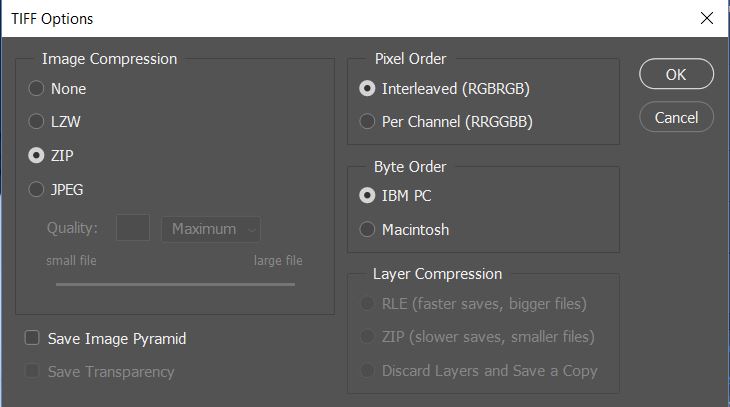 TIFF Options
Image Compression
None
LZW
ZIP
JPEG
Quality: Maximum
small file large file
Save Image Pyramid
Save Transparency
Pixel Order
Interleaved (RGBRGB)
Per Channel (RRGGBB)
Byte Order
IBM PC
Macintosh
Layer Compression
RLE (faster saves, bigger files)
ZIP (slower saves, smaller files)
Discard Layers and Save a Copy
OK
Cancel